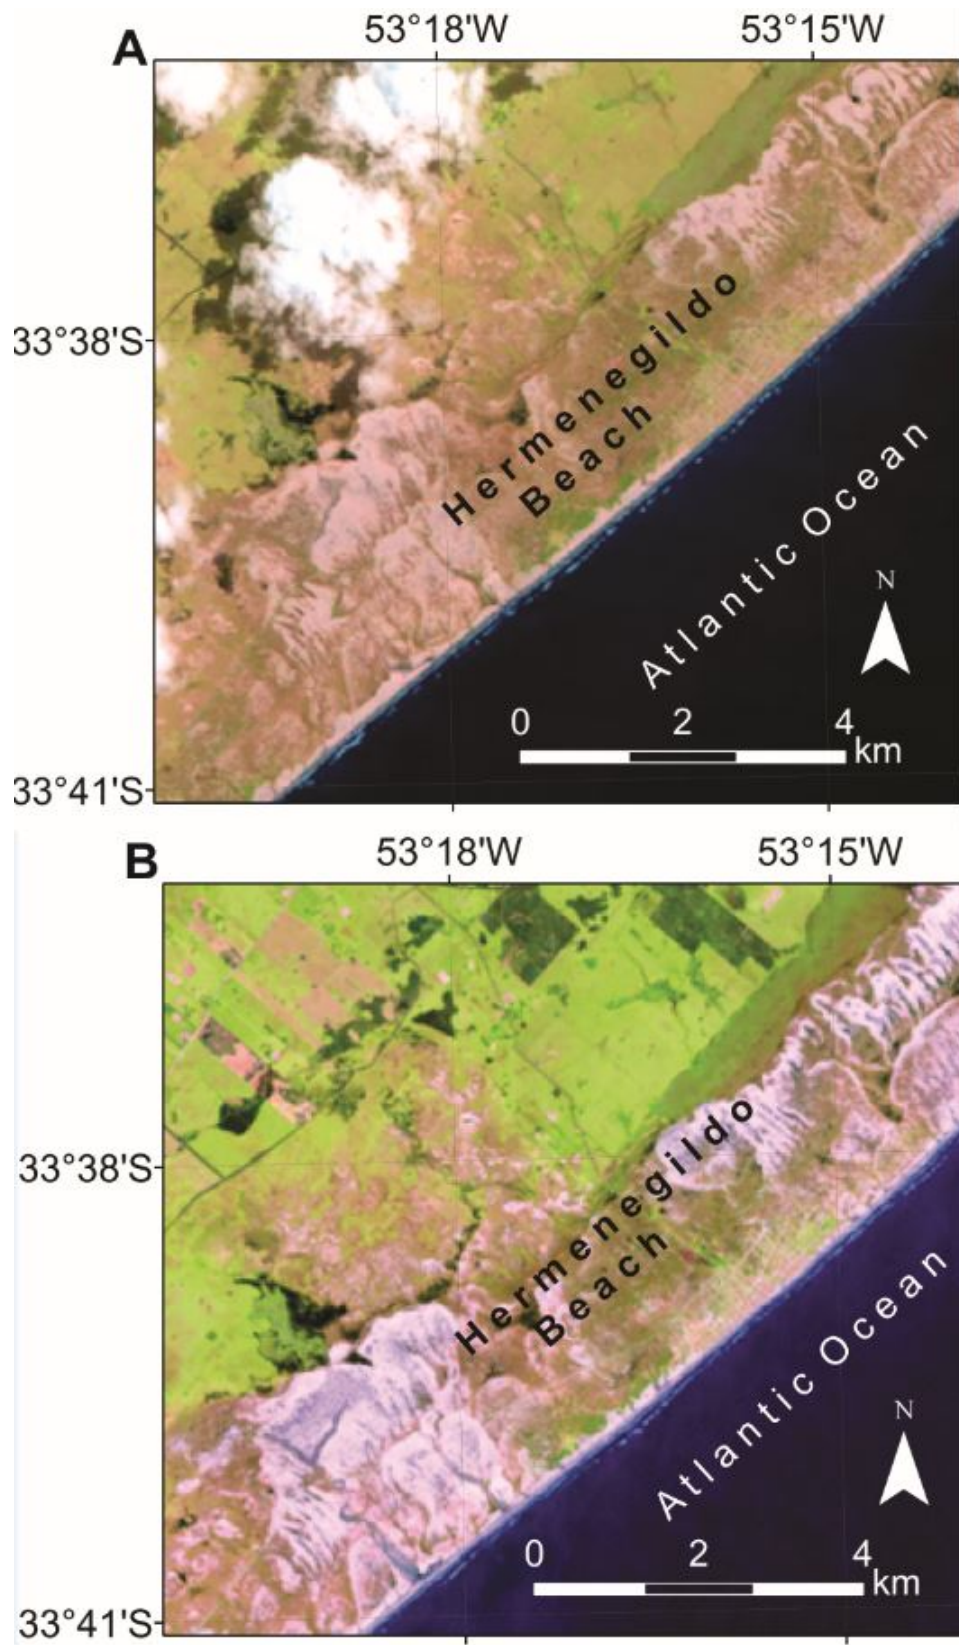 A
53°18'W 53°15'W
33°38'S
Hermenegildo
Beach
Atlantic Ocean
N
0 2 4
km
33°41'S
B
53°18'W 53°15'W
33°38'S
Hermenegildo
Beach
Atlantic Ocean
N
0 2 4
km
33°41'S